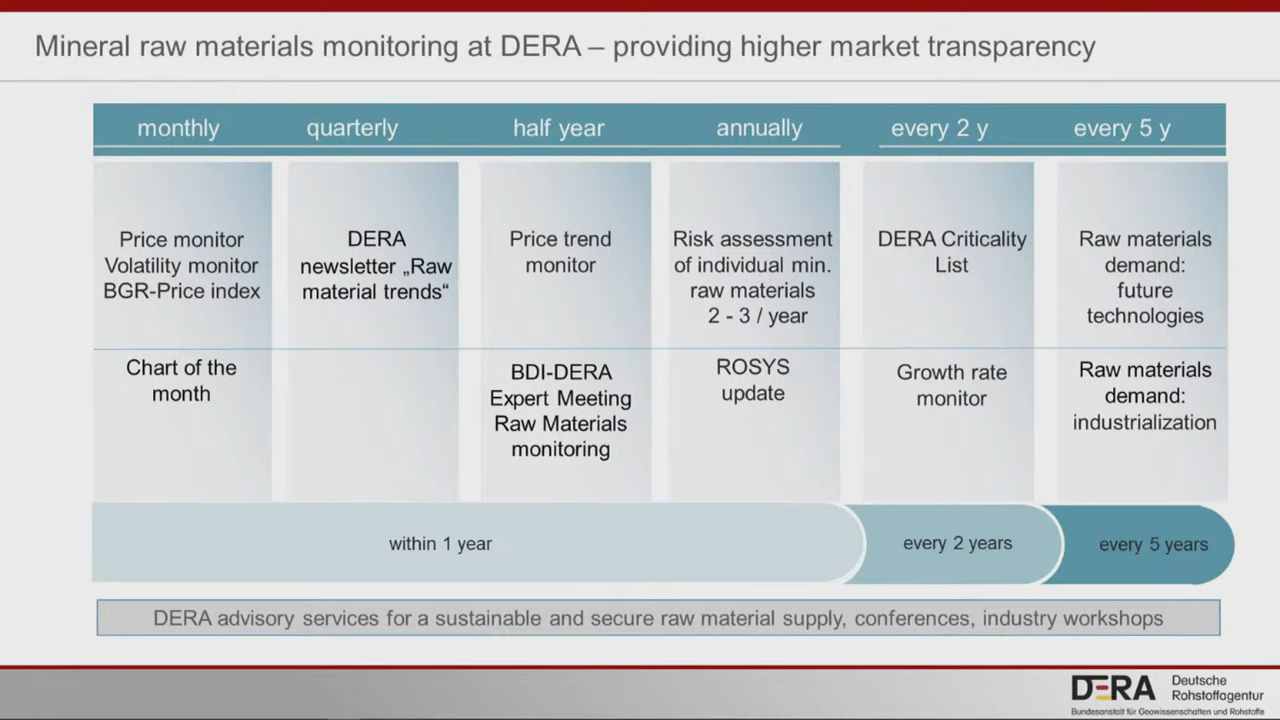 Mineral raw materials monitoring at DERA – providing higher market transparency
monthly
quarterly
half year
annually
every 2 y
every 5 y
Price monitor
Volatility monitor
BGR-Price index
DERA
newsletter „Raw
material trends“
Price trend
monitor
Risk assessment
of individual min.
raw materials
2 - 3 / year
DERA Criticality
List
Raw materials
demand:
future
technologies
Chart of the
month
BDI-DERA
Expert Meeting
Raw Materials
monitoring
ROSYS
update
Growth rate
monitor
Raw materials
demand:
industrialization
within 1 year
every 2 years
every 5 years
DERA advisory services for a sustainable and secure raw material supply, conferences, industry workshops
DERA
Deutsche
Rohstoffagentur
Bundesanstalt für Geowissenschaften und Rohstoffe